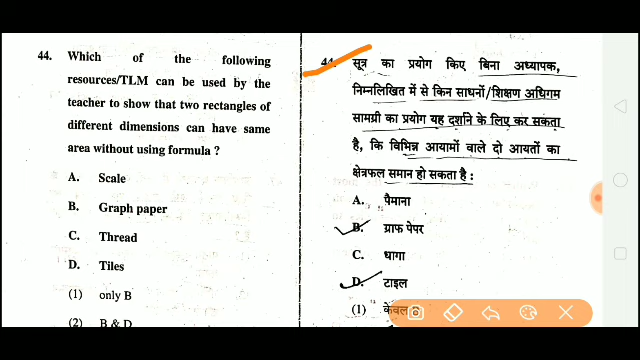 44. Which of the following
resources/TLM can be used by the
teacher to show that two rectangles of
different dimensions can have same
area without using formula ?
A. Scale
B. Graph paper
C. Thread
D. Tiles
(1) only B
(2) B & D
44. सूत्र का प्रयोग किए बिना अध्यापक,
निम्नलिखित में से किन साधनों/शिक्षण अधिगम
सामग्री का प्रयोग यह दर्शाने के लिए कर सकता
है, कि विभिन्न आयामों वाले दो आयतों का
क्षेत्रफल समान हो सकता है :
A. पैमाना
B. ग्राफ पेपर
C. धागा
D. टाइल
(1) केवल